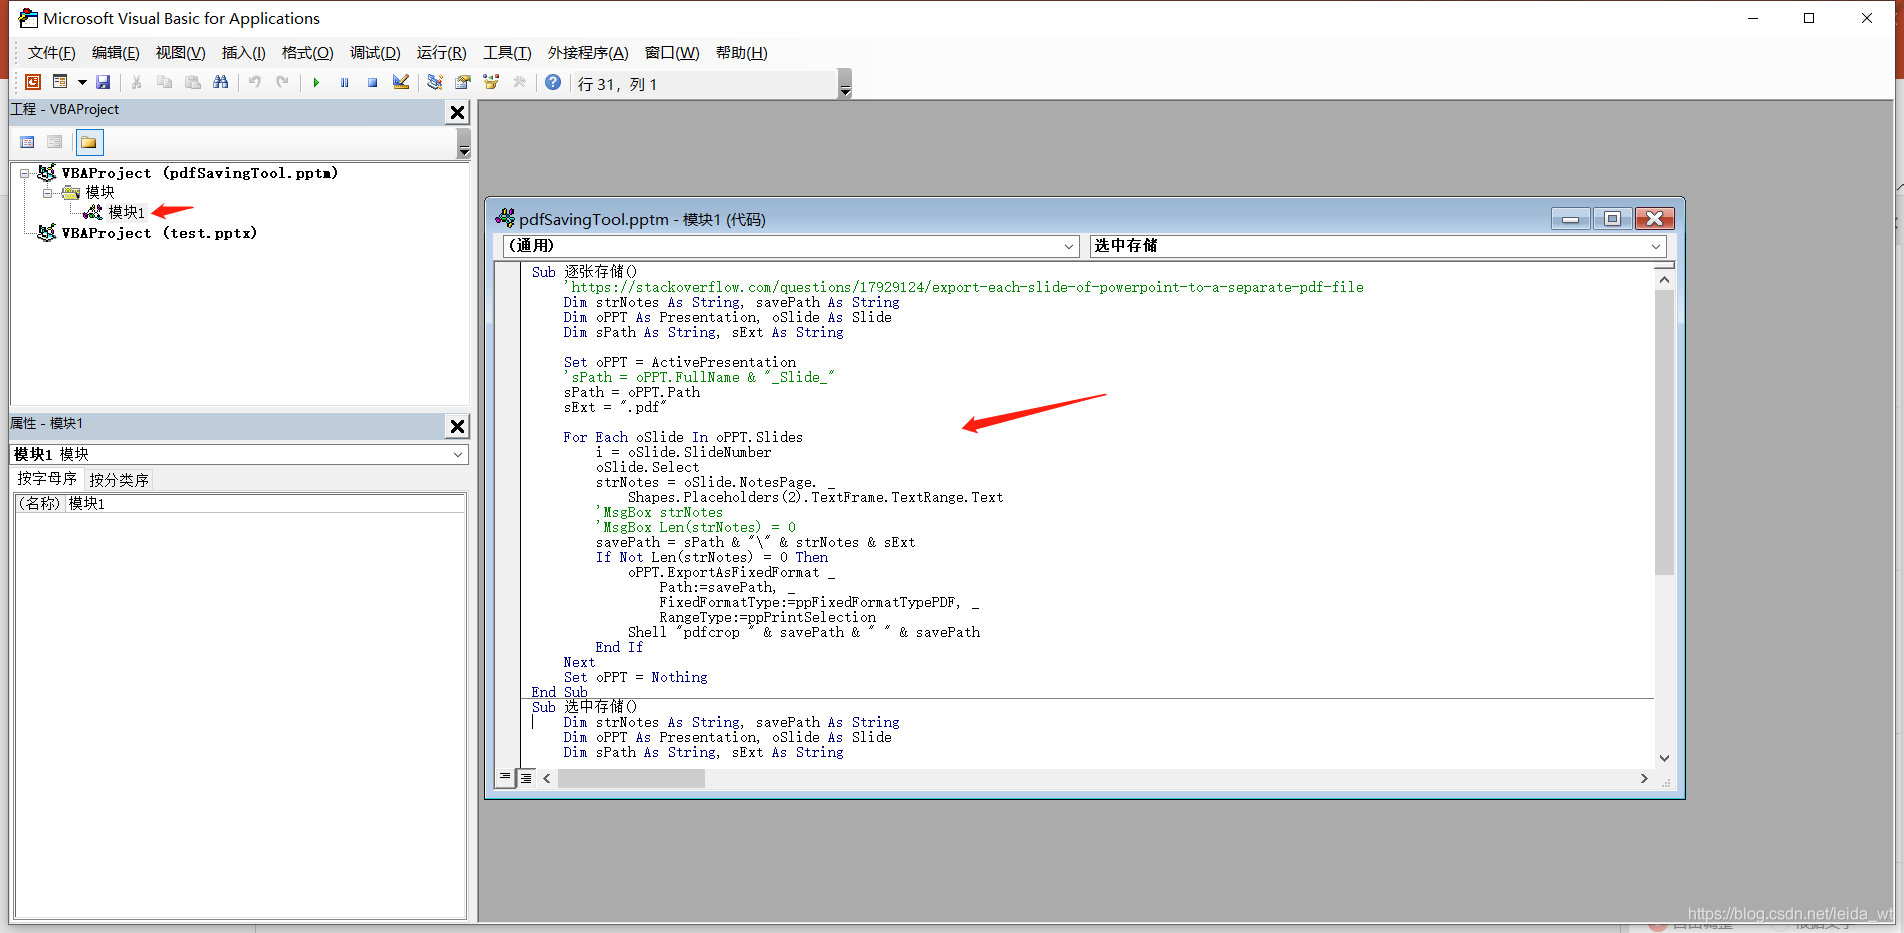 Microsoft Visual Basic for Applications
文件(F) 编辑(E) 视图(V) 插入(I) 格式(O) 调试(D) 运行(R) 工具(T) 外接程序(A) 窗口(W) 帮助(H)
行 31，列 1
工程 - VBAProject
VBAProject (pdfSavingTool.pptm)
模块
模块1
VBAProject (test.pptx)
属性 - 模块1
模块1 模块
按字母序 按分类序
(名称) 模块1
pdfSavingTool.pptm - 模块1 (代码)
(通用) 选中存储
Sub 逐张存储()
'https://stackoverflow.com/questions/17929124/export-each-slide-of-powerpoint-to-a-separate-pdf-file
Dim strNotes As String, savePath As String
Dim oPPT As Presentation, oSlide As Slide
Dim sPath As String, sExt As String
Set oPPT = ActivePresentation
'sPath = oPPT.FullName & "_Slide_"
sPath = oPPT.Path
sExt = ".pdf"
For Each oSlide In oPPT.Slides
i = oSlide.SlideNumber
oSlide.Select
strNotes = oSlide.NotesPage. _
Shapes.Placeholders(2).TextFrame.TextRange.Text
'MsgBox strNotes
'MsgBox Len(strNotes) = 0
savePath = sPath & "\" & strNotes & sExt
If Not Len(strNotes) = 0 Then
oPPT.ExportAsFixedFormat _
Path:=savePath, _
FixedFormatType:=ppFixedFormatTypePDF, _
RangeType:=ppPrintSelection
Shell "pdfcrop " & savePath & " " & savePath
End If
Next
Set oPPT = Nothing
End Sub
Sub 选中存储()
Dim strNotes As String, savePath As String
Dim oPPT As Presentation, oSlide As Slide
Dim sPath As String, sExt As String
https://blog.csdn.net/leida_wt